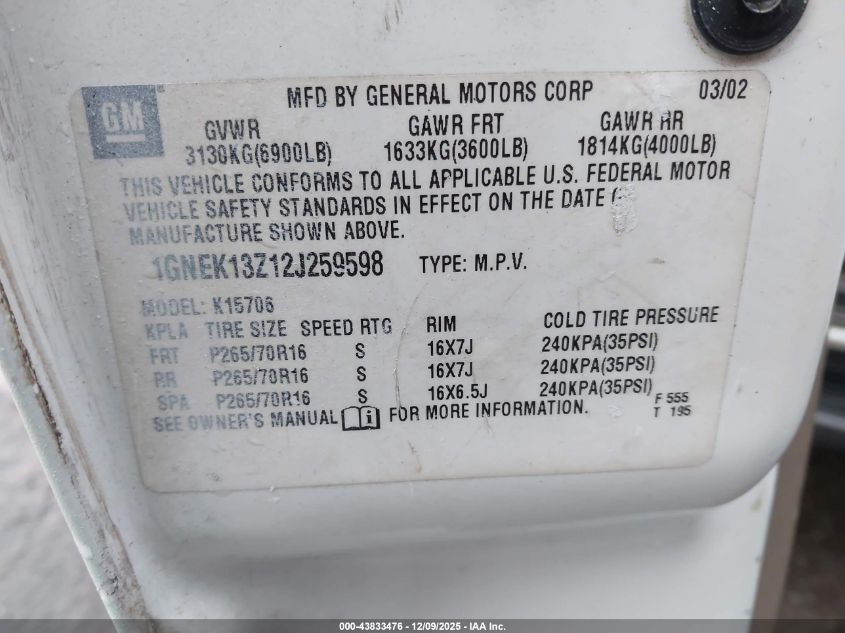 GM
MFD BY GENERAL MOTORS CORP 03/02
GVWR GAWR FRT GAWR RR
3130KG(6900LB) 1633KG(3600LB) 1814KG(4000LB)
THIS VEHICLE CONFORMS TO ALL APPLICABLE U.S. FEDERAL MOTOR
VEHICLE SAFETY STANDARDS IN EFFECT ON THE DATE
MANUFACTURE SHOWN ABOVE.
1GNEK13Z12J259598 TYPE: M.P.V.
MODEL: K15706
KPLA TIRE SIZE SPEED RTG RIM COLD TIRE PRESSURE
FRT P265/70R16 S 16X7J 240KPA(35PSI)
RR P265/70R16 S 16X7J 240KPA(35PSI)
SPA P265/70R16 S 16X6.5J 240KPA(35PSI)
SEE OWNER'S MANUAL i FOR MORE INFORMATION.
F 555
T 195
000-43833476 • 12/09/2025 - IAA Inc.